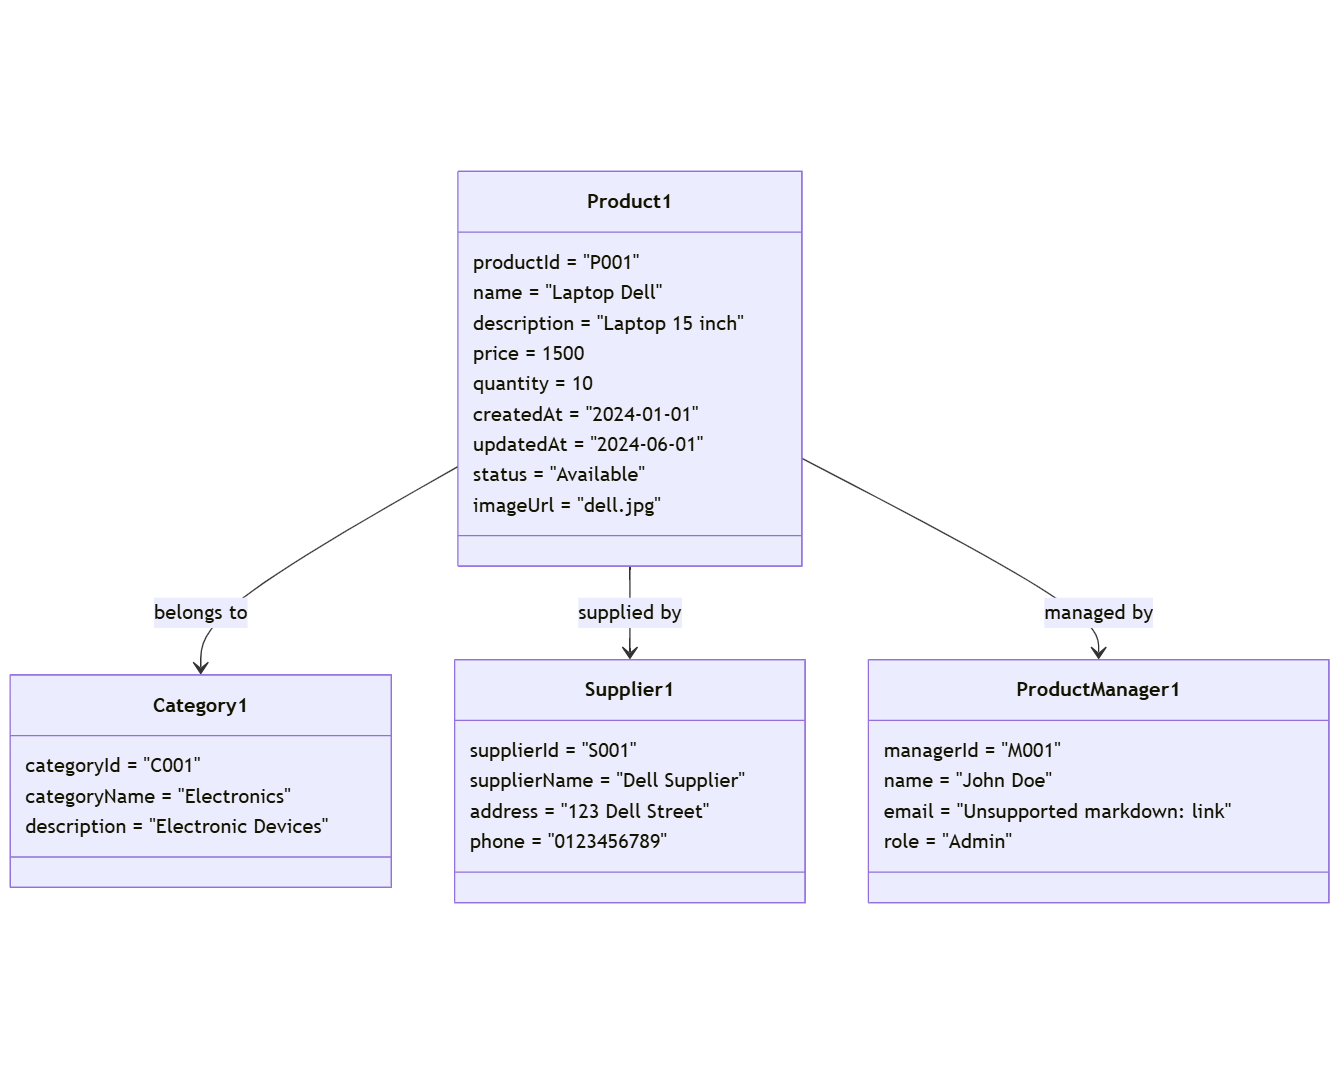 Product1
productId = "P001"
name = "Laptop Dell"
description = "Laptop 15 inch"
price = 1500
quantity = 10
createdAt = "2024-01-01"
updatedAt = "2024-06-01"
status = "Available"
imageUrl = "dell.jpg"
belongs to
supplied by
managed by
Category1
categoryId = "C001"
categoryName = "Electronics"
description = "Electronic Devices"
Supplier1
supplierId = "S001"
supplierName = "Dell Supplier"
address = "123 Dell Street"
phone = "0123456789"
ProductManager1
managerId = "M001"
name = "John Doe"
email = "Unsupported markdown: link"
role = "Admin"